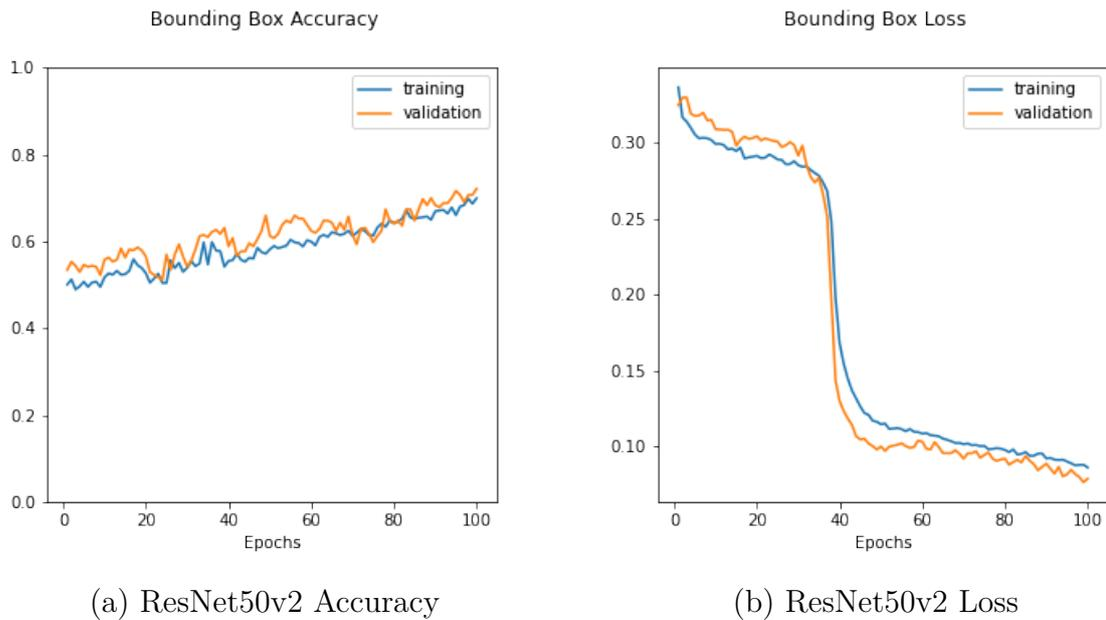 Bounding Box Accuracy
1.0
0.8
0.6
0.4
0.2
0.0
training
validation
0 20 40 60 80 100
Epochs
(a) ResNet50v2 Accuracy
Bounding Box Loss
0.30
0.25
0.20
0.15
0.10
training
validation
0 20 40 60 80 100
Epochs
(b) ResNet50v2 Loss